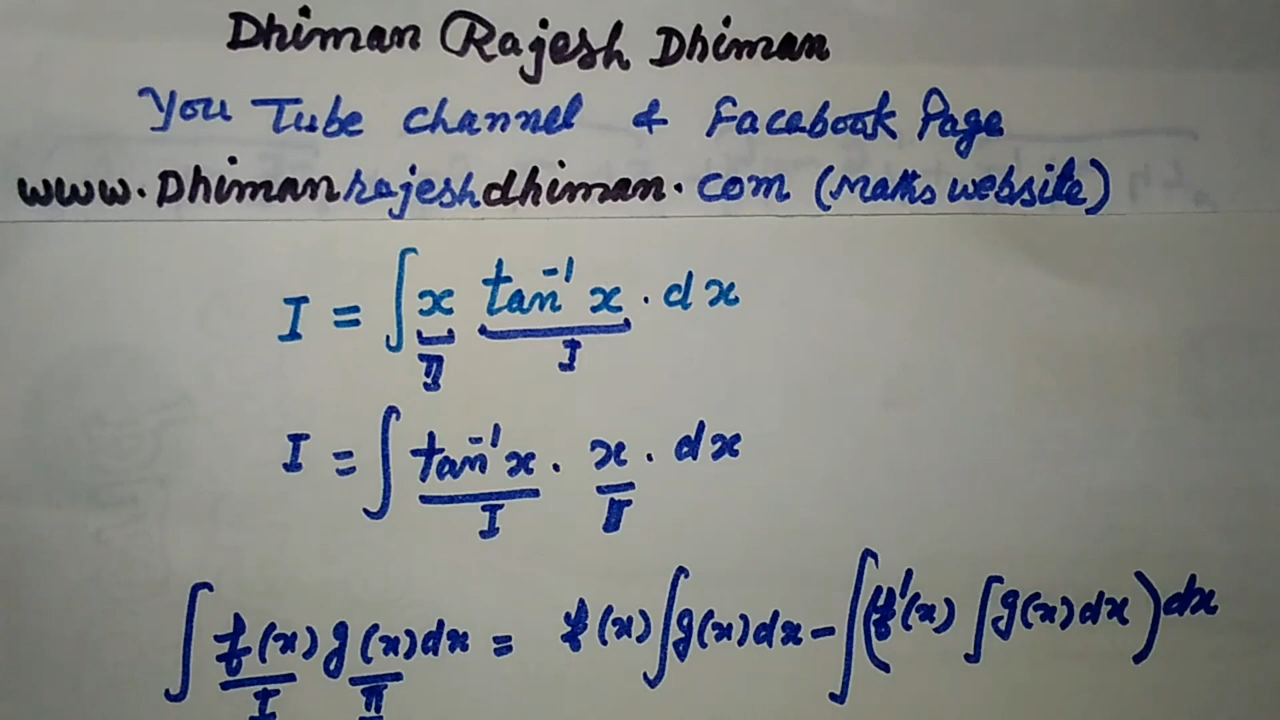 Dhiman Rajesh Dhiman
You Tube channel & Facebook Page
www.Dhimanrajeshdhiman.com (Maths website)
I = ∫ x tan⁻¹ x . dx
II I
I = ∫ tan⁻¹x . x . dx
I II
∫ f(x) g(x) dx = f(x) ∫ g(x) dx - ∫ (f'(x) ∫ g(x) dx) dx
I II